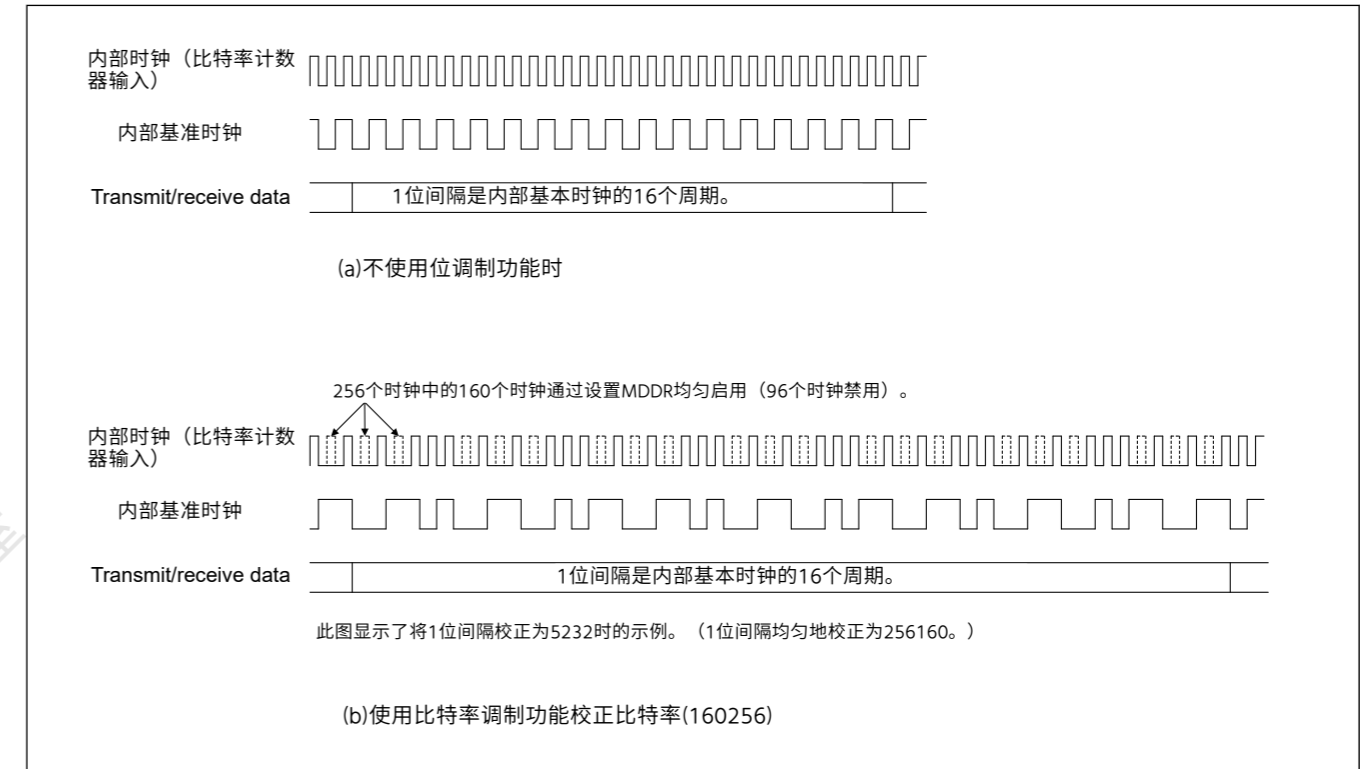 内部时钟（比特率计数
器输入）
内部基准时钟
Transmit/receive data
1位间隔是内部基本时钟的16个周期。
(a)不使用位调制功能时
256个时钟中的160个时钟通过设置MDDR均匀启用（96个时钟禁用）。
内部时钟（比特率计数
器输入）
内部基准时钟
Transmit/receive data
1位间隔是内部基本时钟的16个周期。
此图显示了将1位间隔校正为5232时的示例。（1位间隔均匀地校正为256160。）
(b)使用比特率调制功能校正比特率(160256)